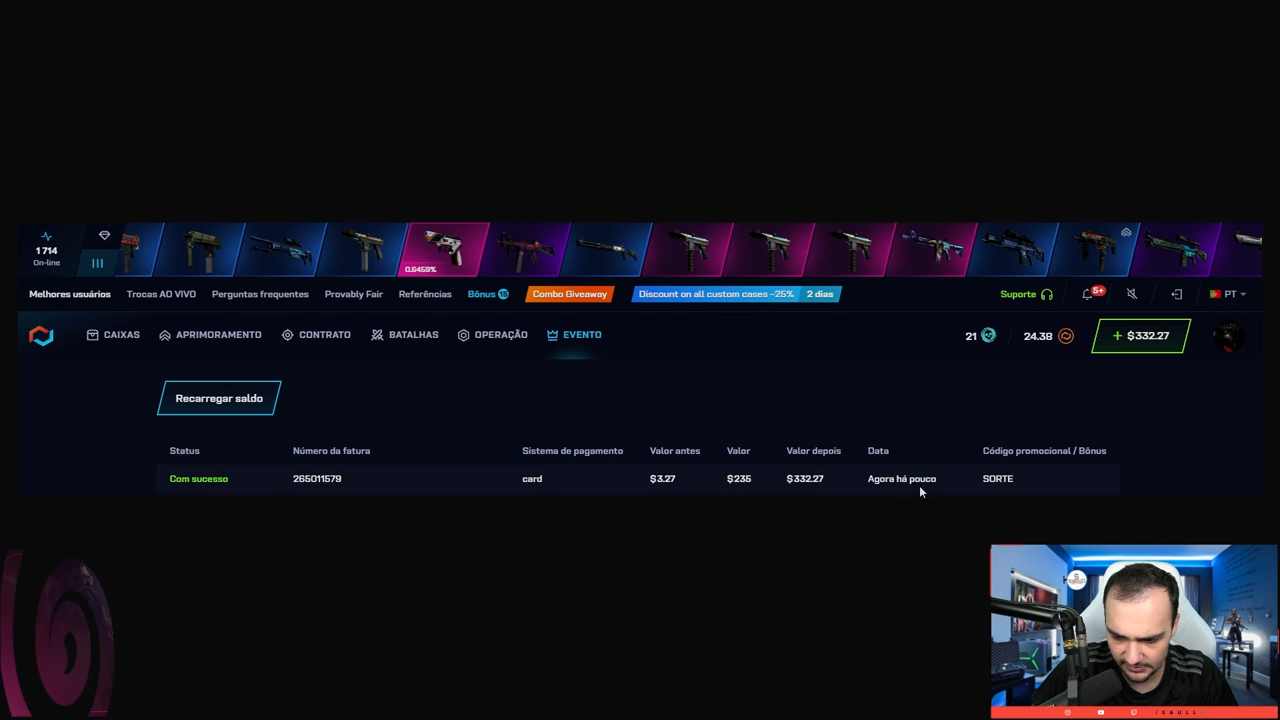 1 714
On-line
0.6459%
Melhores usuários Trocas AO VIVO Perguntas frequentes Provably Fair Referências Bônus 15 Combo Giveaway Discount on all custom cases -25% 2 dias Suporte 5+ PT
CAIXAS APRIMORAMENTO CONTRATO BATALHAS OPERAÇÃO EVENTO 21 24.38 + $332.27
Recarregar saldo
Status Número da fatura Sistema de pagamento Valor antes Valor Valor depois Data Código promocional / Bônus
Com sucesso 265011579 card $3.27 $235 $332.27 Agora há pouco SORTE
/SAULL